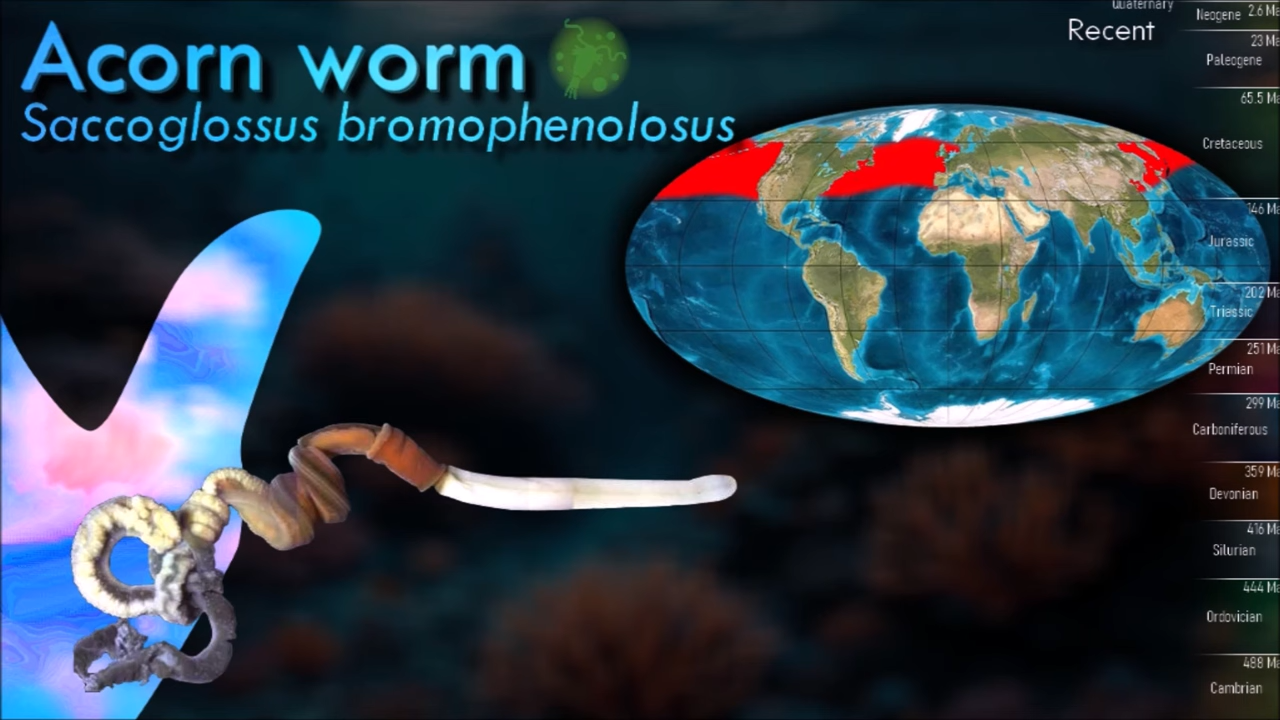 Acorn worm
Saccoglossus bromophenolosus
Quaternary
Recent
Neogene
2.6 Ma
23 Ma
Paleogene
65.5 Ma
Cretaceous
146 Ma
Jurassic
202 Ma
Triassic
251 Ma
Permian
299 Ma
Carboniferous
359 Ma
Devonian
416 Ma
Silurian
444 Ma
Ordovician
488 Ma
Cambrian